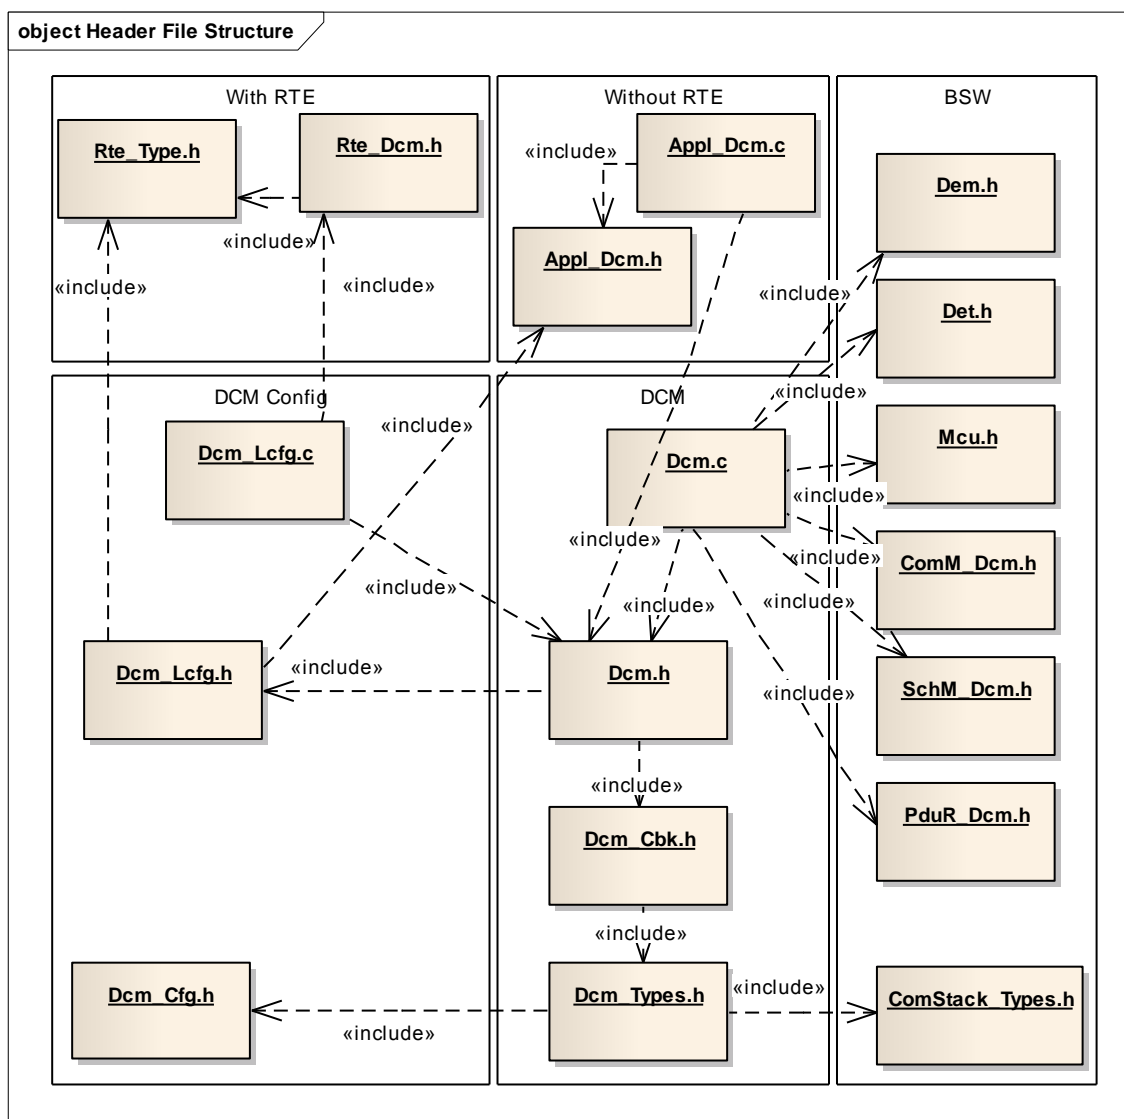 object Header File Structure
With RTE
Without RTE
BSW
Rte_Type.h
Rte_Dcm.h
Appl_Dcm.c
«include»
Dem.h
«include»
Appl_Dcm.h
«include»
«include»
«include»
Det.h
DCM Config
DCM
«include»
«include»
Dcm_Lcfg.c
Dcm.c
Mcu.h
«include»
«include»
«include»
ComM_Dcm.h
«include»
«include»
«include»
Dcm_Lcfg.h
«include»
Dcm.h
«include»
SchM_Dcm.h
«include»
Dcm_Cbk.h
PduR_Dcm.h
«include»
Dcm_Cfg.h
Dcm_Types.h
«include»
ComStack_Types.h
«include»